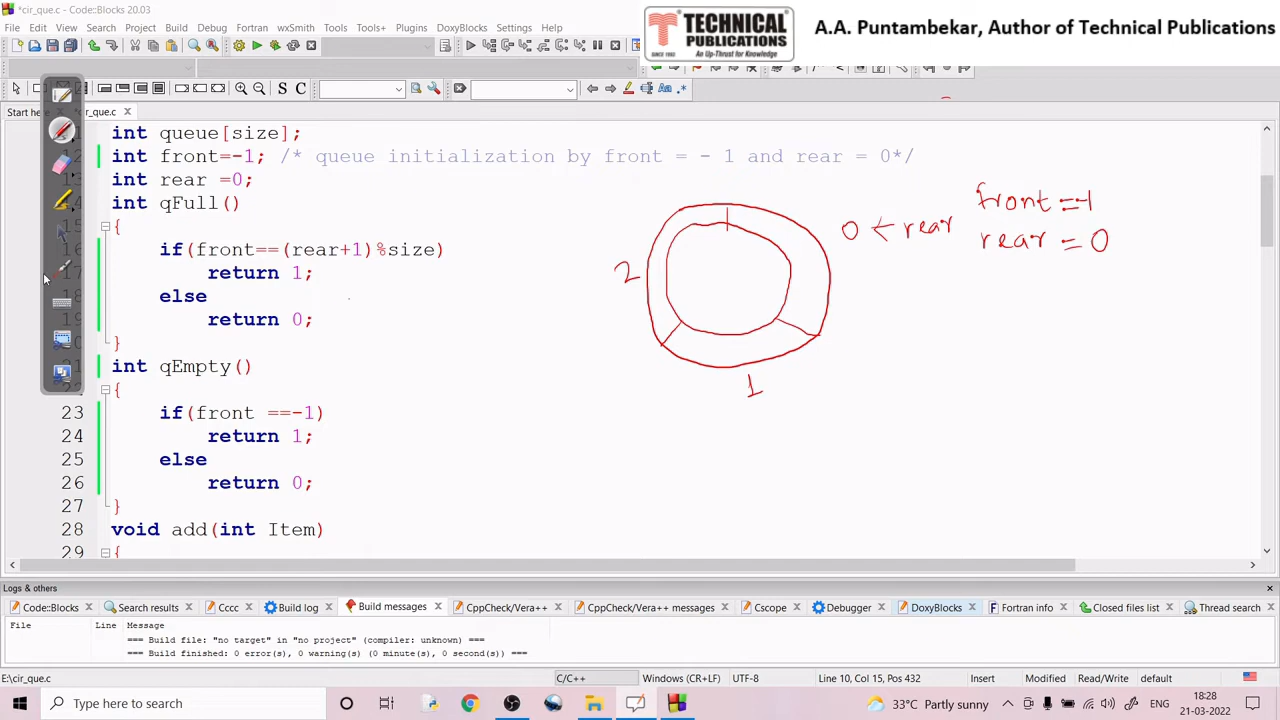 *cir_que.c - Code::Blocks 20.03
TECHNICAL
PUBLICATIONS
SINCE 1993
An Up-Thrust for Knowledge
A.A. Puntambekar, Author of Technical Publications
Edit View Search Project Build Debug Fortran wxSmith Tools Tools+ Plugins DoxyBlocks Settings Help
S C
Aa .*
Start here cir_que.c
int queue[size];
int front=-1; /* queue initialization by front = - 1 and rear = 0*/
int rear =0;
int qFull()
{
if(front==(rear+1)%size)
return 1;
else
return 0;
}
int qEmpty()
{
23 if(front ==-1)
24 return 1;
25 else
26 return 0;
27 }
28 void add(int Item)
29 {
front =-1
0 ← rear
rear = 0
2
1
Logs & others
Code::Blocks Search results Cccc Build log Build messages CppCheck/Vera++ CppCheck/Vera++ messages Cscope Debugger DoxyBlocks Fortran info Closed files list Thread search
File Line Message
=== Build file: "no target" in "no project" (compiler: unknown) ===
=== Build finished: 0 error(s), 0 warning(s) (0 minute(s), 0 second(s)) ===
E:\cir_que.c C/C++ Windows (CR+LF) UTF-8 Line 10, Col 15, Pos 432 Insert Modified Read/Write default
Type here to search 33°C Partly sunny ENG 18:28
21-03-2022